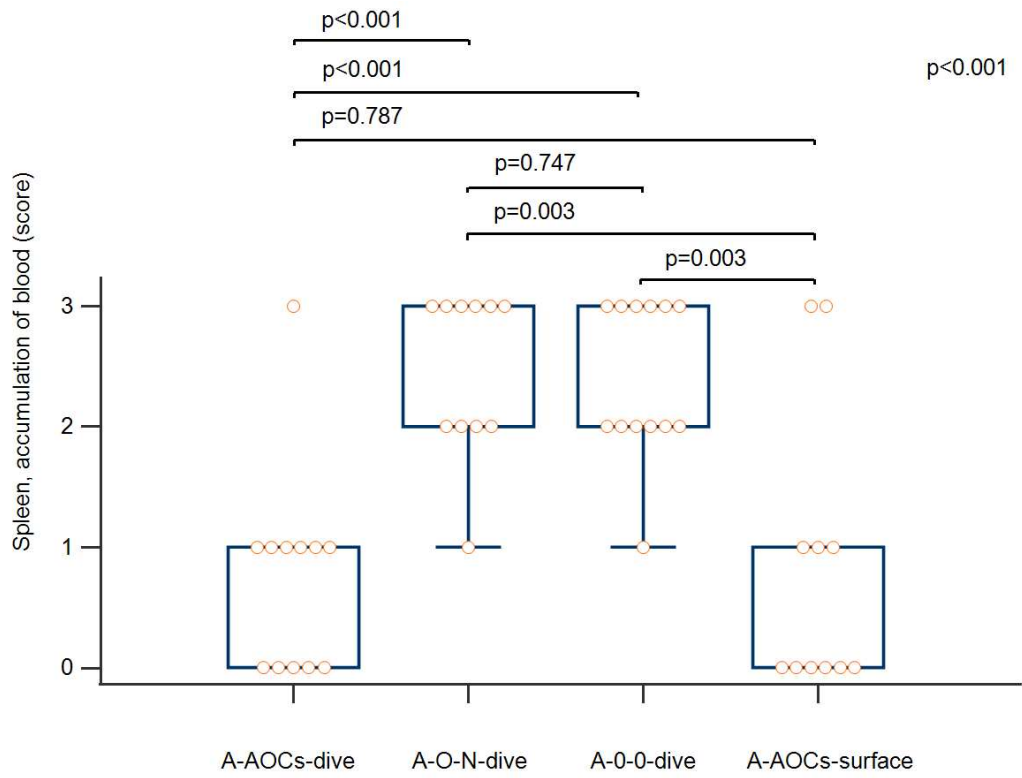 p<0.001
p<0.001
p<0.001
p=0.787
p=0.747
p=0.003
p=0.003
Spleen, accumulation of blood (score)
3
2
1
0
A-AOCs-dive
A-O-N-dive
A-0-0-dive
A-AOCs-surface